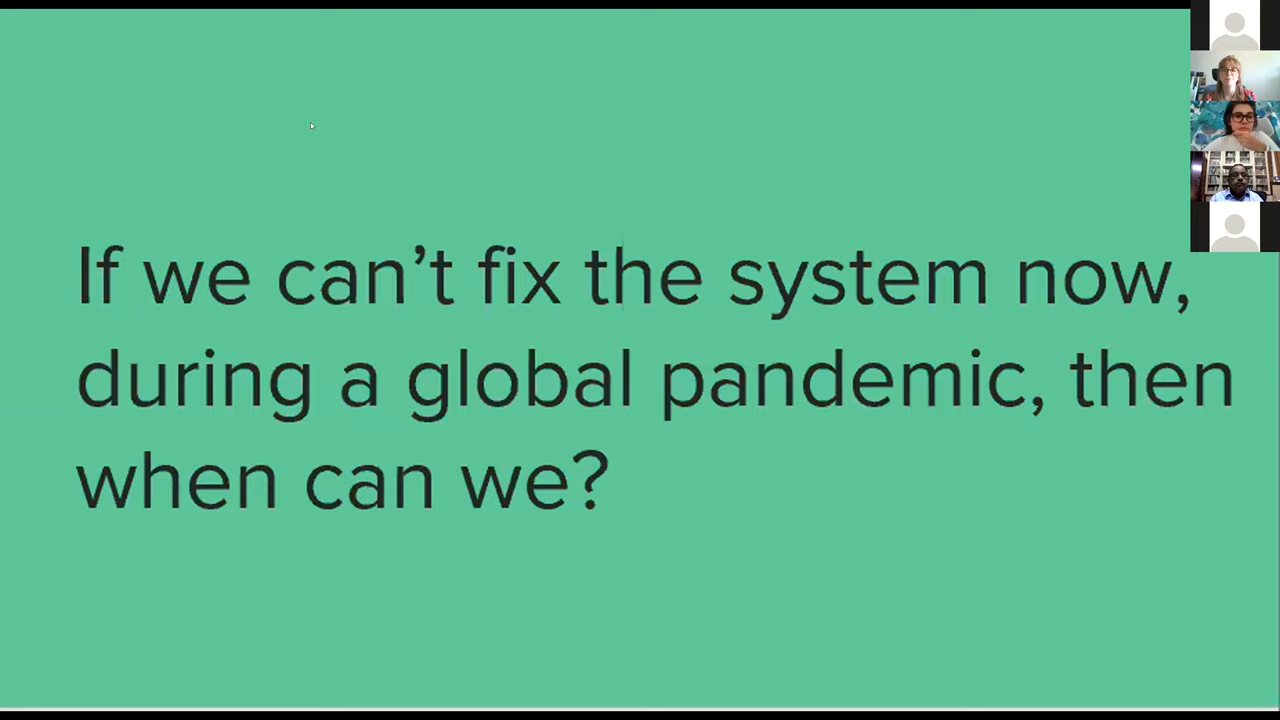 If we can’t fix the system now,
during a global pandemic, then
when can we?